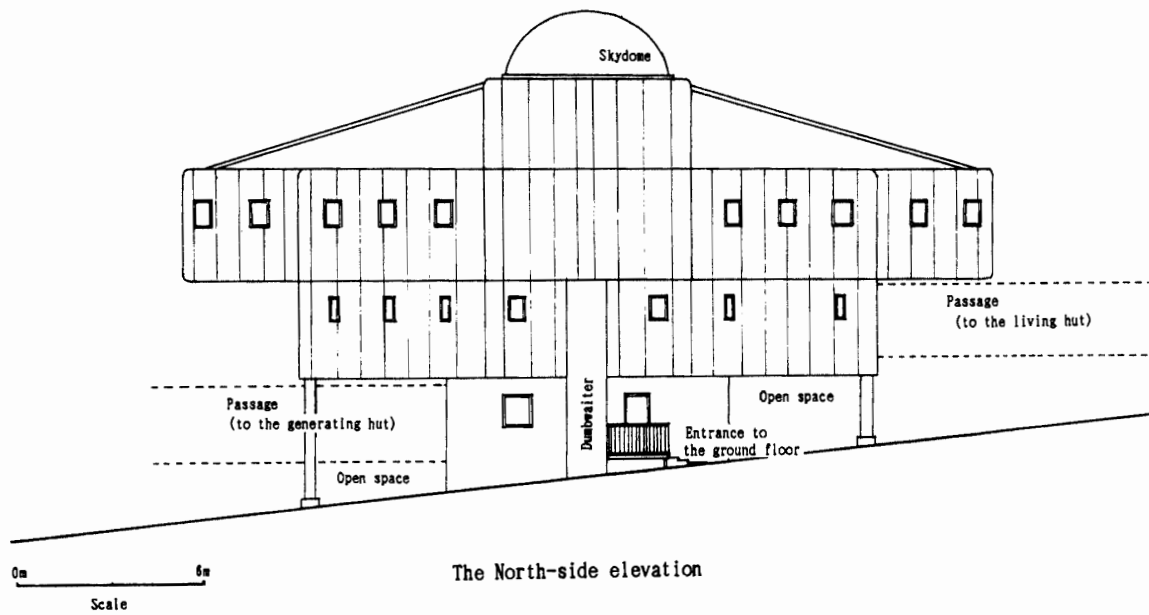 Skydome
Passage
(to the living hut)
Passage
(to the generating hut)
Open space
Dumbwaiter
Entrance to
the ground floor
Open space
0m 6m
Scale
The North-side elevation